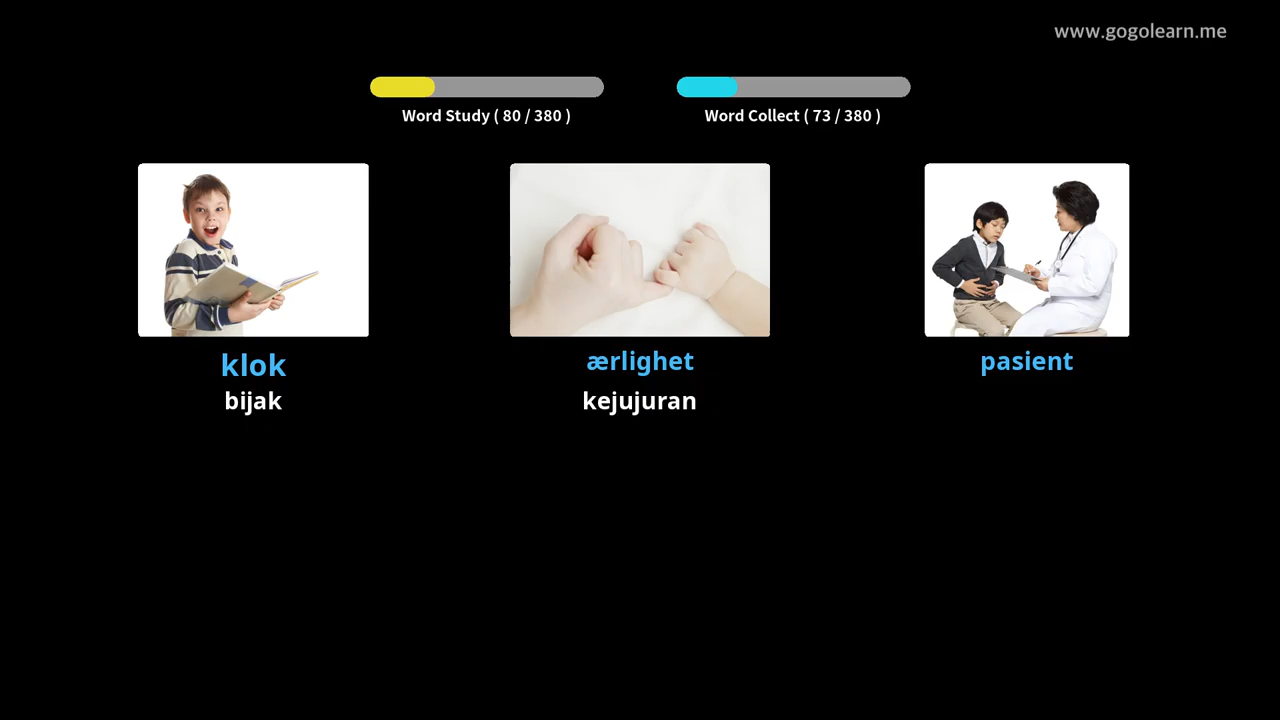 www.gogolearn.me
Word Study ( 80 / 380 )
Word Collect ( 73 / 380 )
klok
bijak
ærlighet
kejujuran
pasient